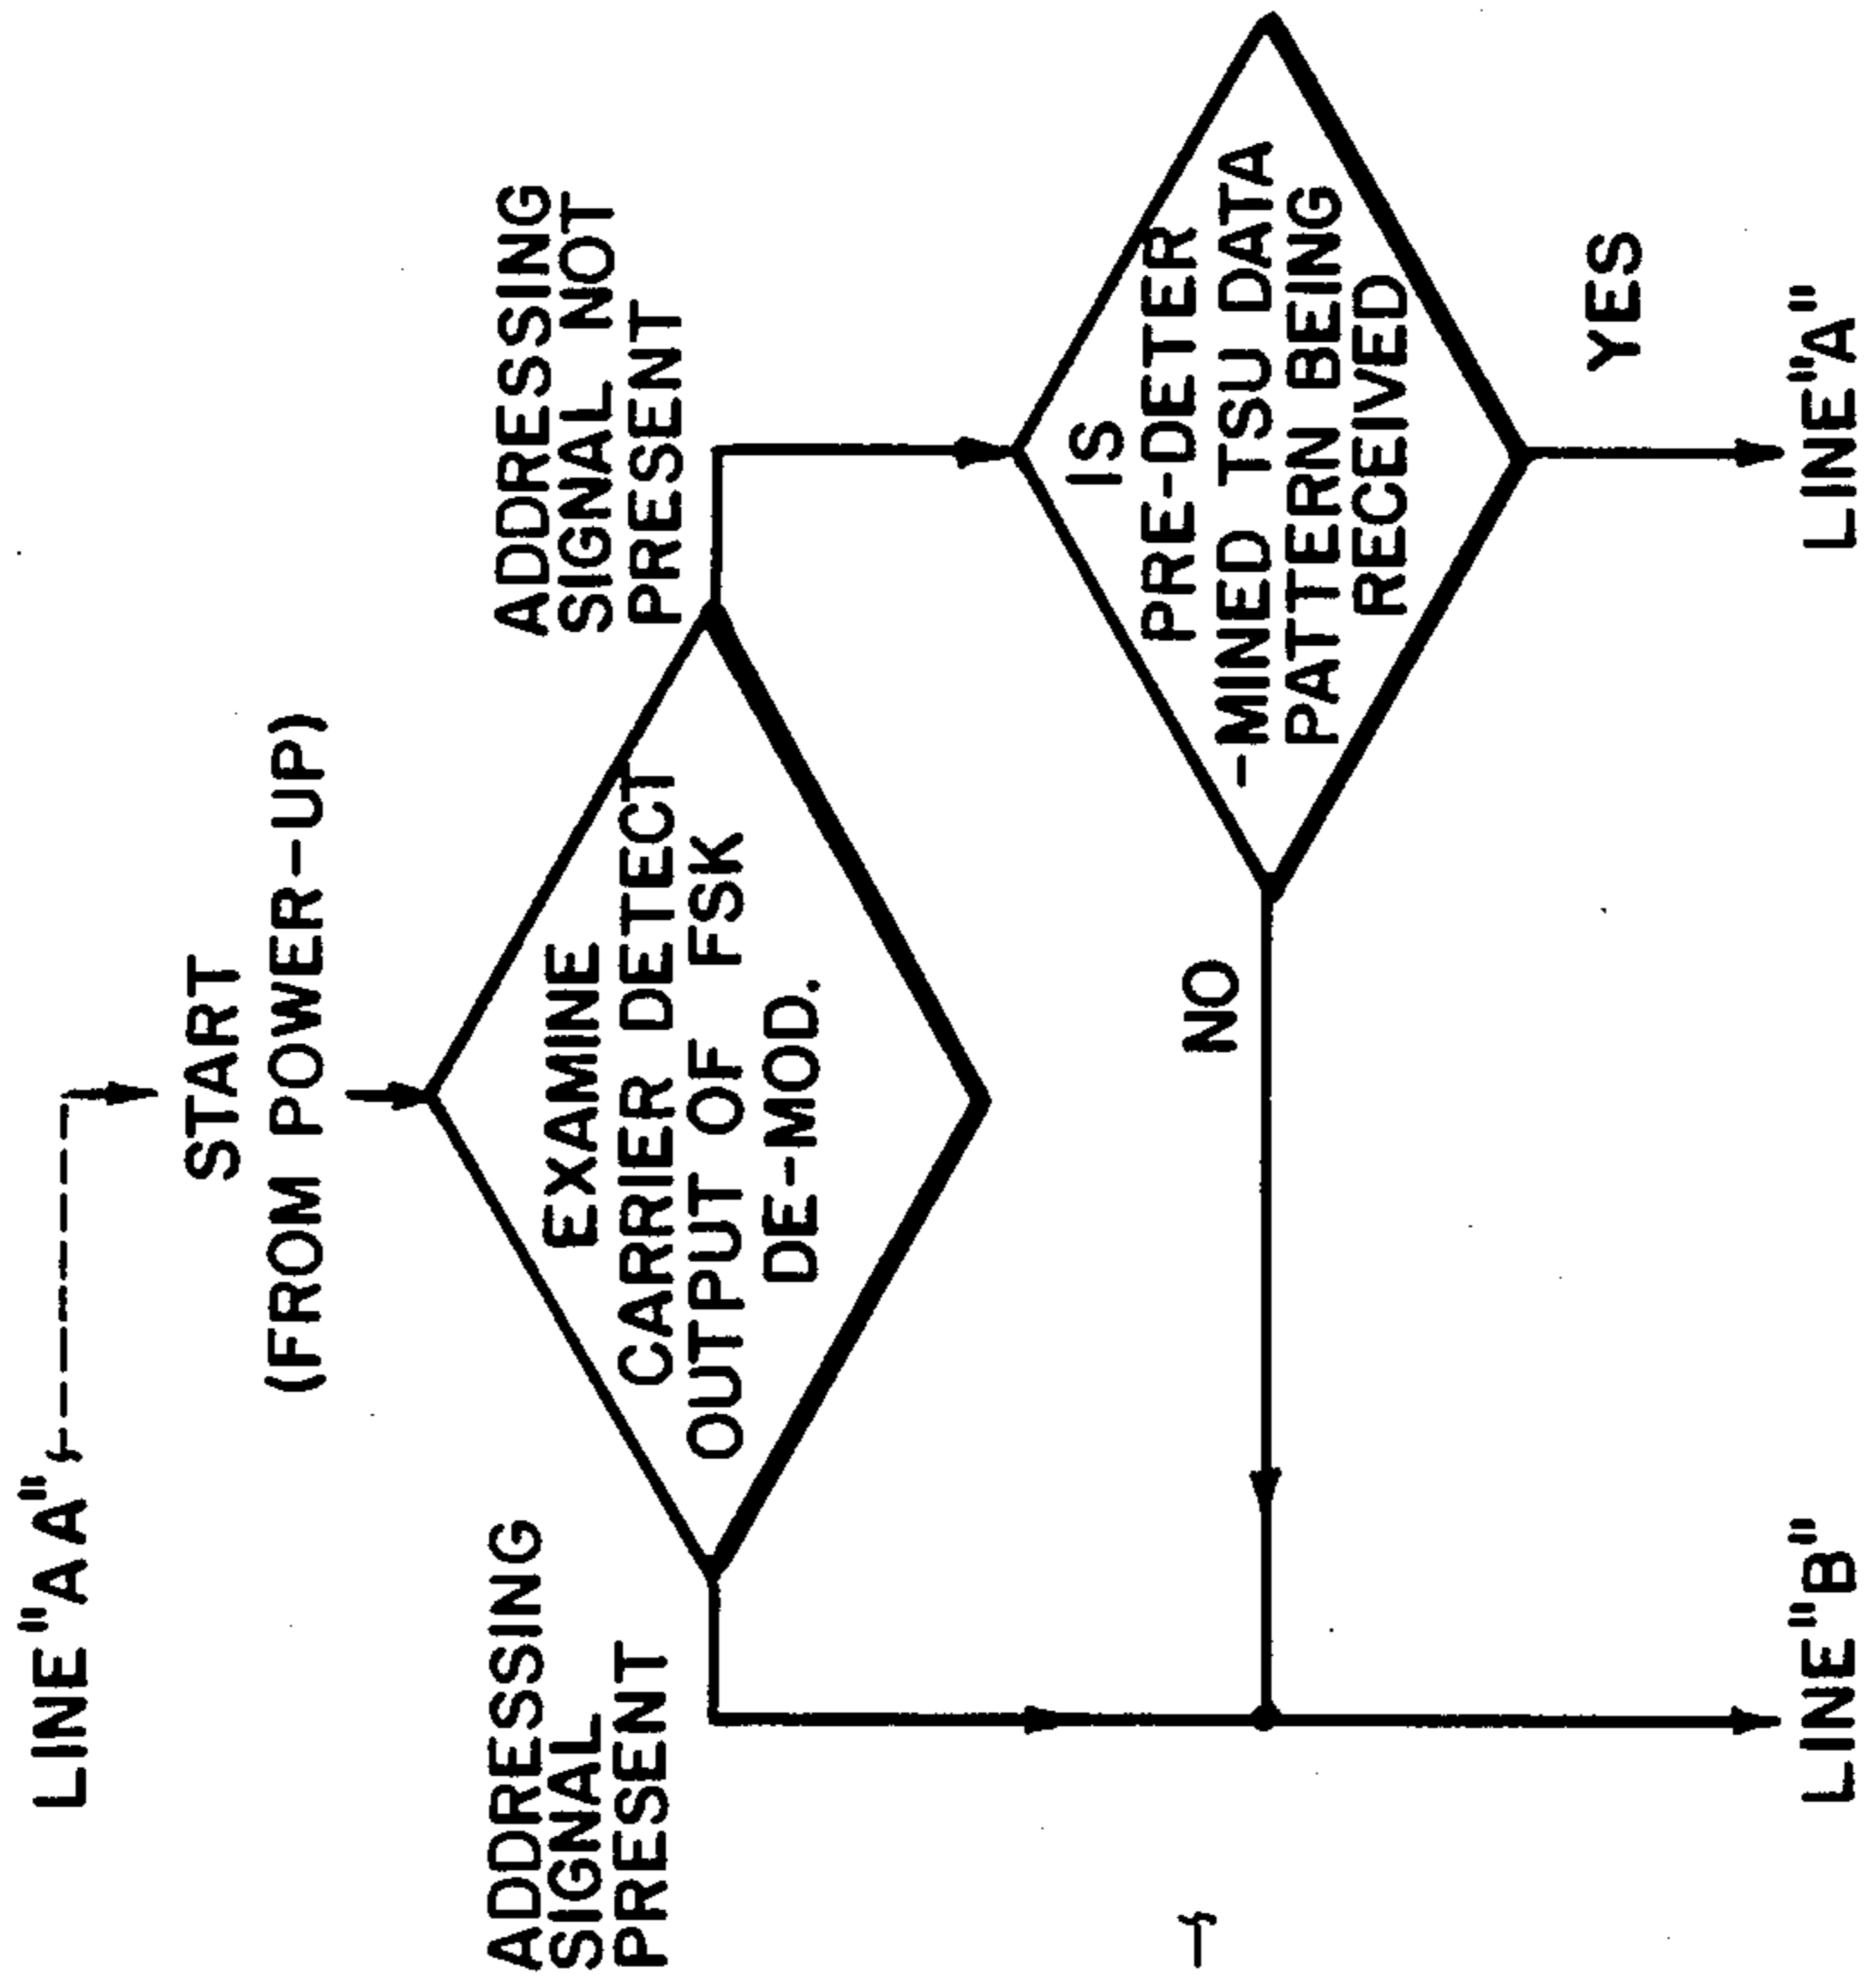 LINE"AA"
START
(FROM POWER-UP)
ADDRESSING
SIGNAL
PRESENT
EXAMINE
CARRIER DETECT
OUTPUT OF FSK
DE-MOD.
ADDRESSING
SIGNAL NOT
PRESENT
IS
PRE-DETER
-MINED TSU DATA
PATTERN BEING
RECEIVED
NO
YES
LINE"B"
LINE"A"